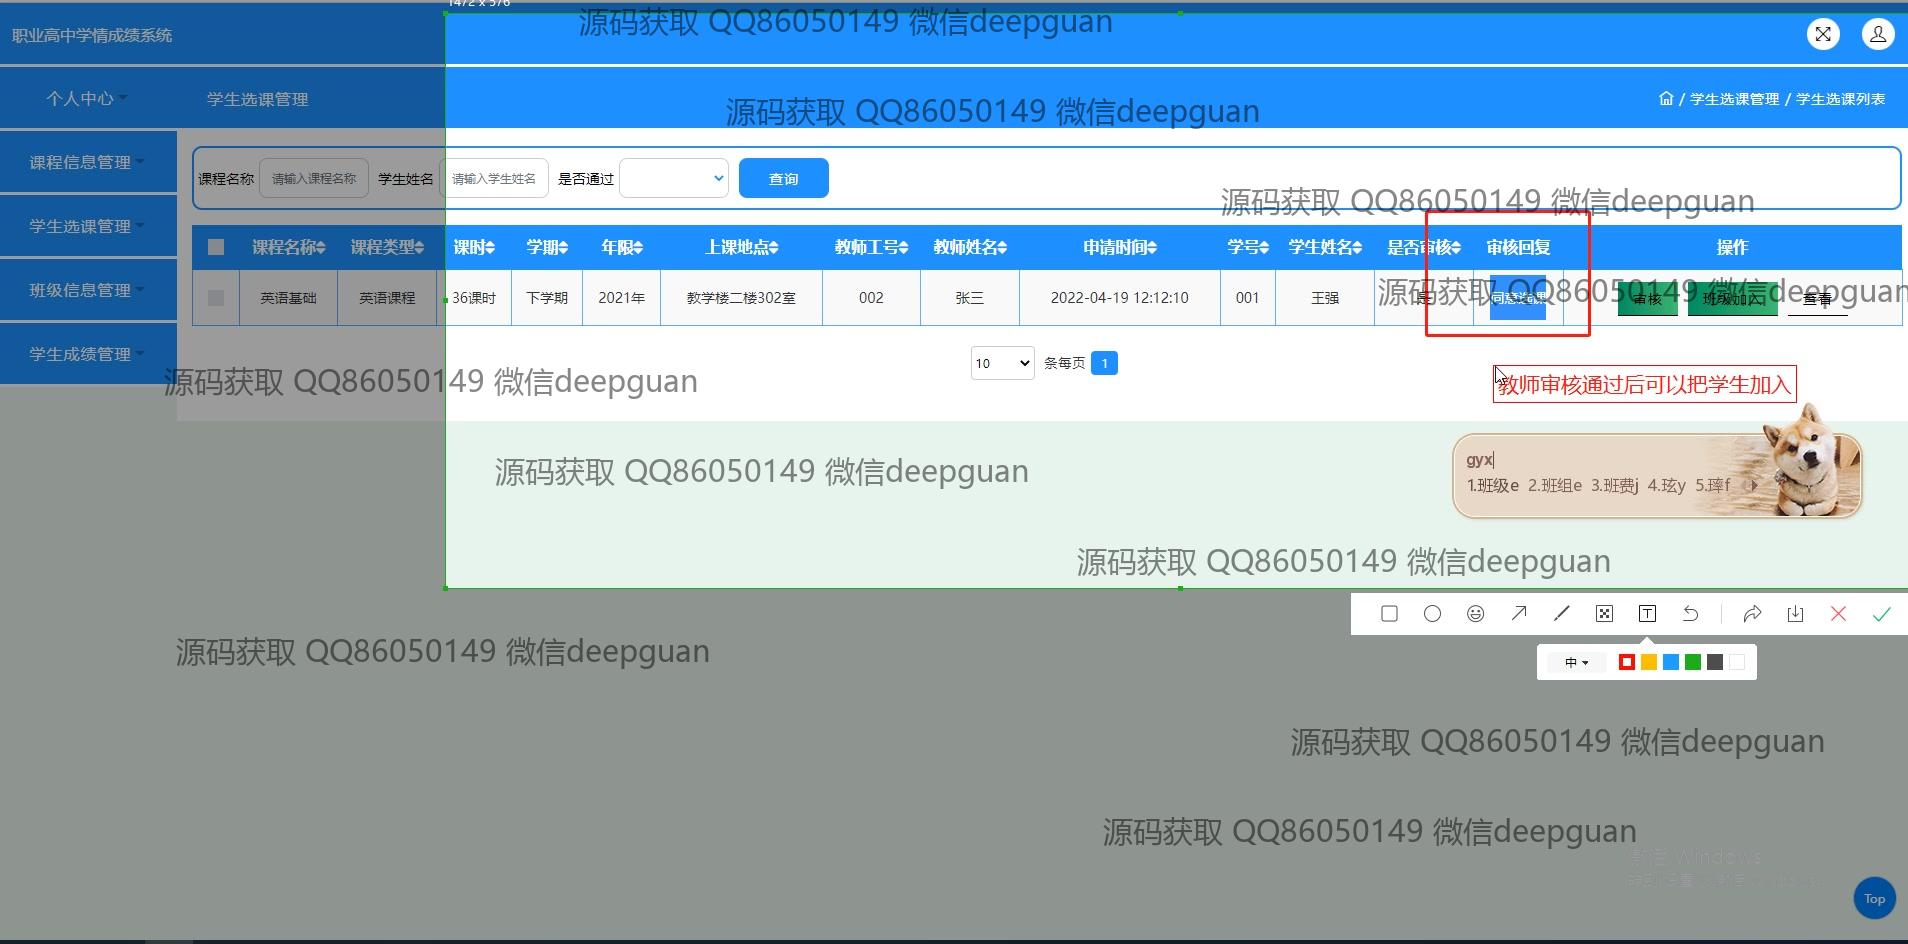 1472 x 576
源码获取 QQ86050149 微信deepguan
职业高中学情成绩系统
个人中心
学生选课管理
/ 学生选课管理 / 学生选课列表
源码获取 QQ86050149 微信deepguan
课程信息管理
学生选课管理
班级信息管理
学生成绩管理
课程名称 请输入课程名称 学生姓名 请输入学生姓名 是否通过 查询
源码获取 QQ86050149 微信deepguan
课程名称 课程类型 课时 学期 年限 上课地点 教师工号 教师姓名 申请时间 学号 学生姓名 是否审核 审核回复 操作
英语基础 英语课程 36课时 下学期 2021年 教学楼二楼302室 002 张三 2022-04-19 12:12:10 001 王强 是 同意选课 审核 班级加入 查看
源码获取 QQ86050149 微信deepguan
10 条每页 1
源码获取 QQ86050149 微信deepguan
教师审核通过后可以把学生加入
gyx
1.班级e 2.班组e 3.班费j 4.玹y 5.琸f
源码获取 QQ86050149 微信deepguan
源码获取 QQ86050149 微信deepguan
T
中
源码获取 QQ86050149 微信deepguan
源码获取 QQ86050149 微信deepguan
源码获取 QQ86050149 微信deepguan
激活 Windows
Top